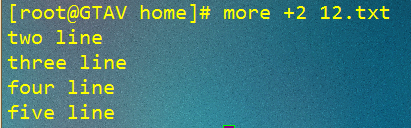 [root@GTAV home]# more +2 12.txt
two line
three line
four line
five line